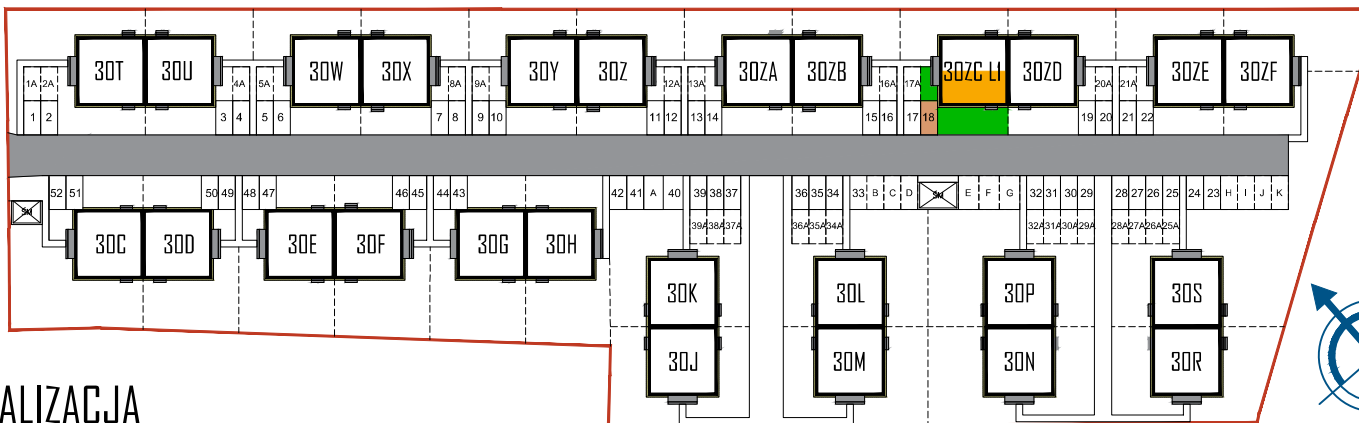 30T 30U 30W 30X 30Y 30Z 30ZA 30ZB 30ZC U1 30ZD 30ZE 30ZF
1A 2A 4A 5A 8A 9A 12A 13A 16A 17A 20A 21A
1 2 3 4 5 6 7 8 9 10 11 12 13 14 15 16 17 18 19 20 21 22
52 51 50 49 48 47 46 45 44 43 42 41 A 40 39 38 37 36 35 34 33 B C D SM E F G 32 31 30 29 28 27 26 25 24 23 H I J K
SM
39A 38A 37A 36A 35A 34A 32A 31A 30A 29A 28A 27A 26A 25A
30C 30D 30E 30F 30G 30H
30K 30L 30P 30S
30J 30M 30N 30R
ALIZACJA